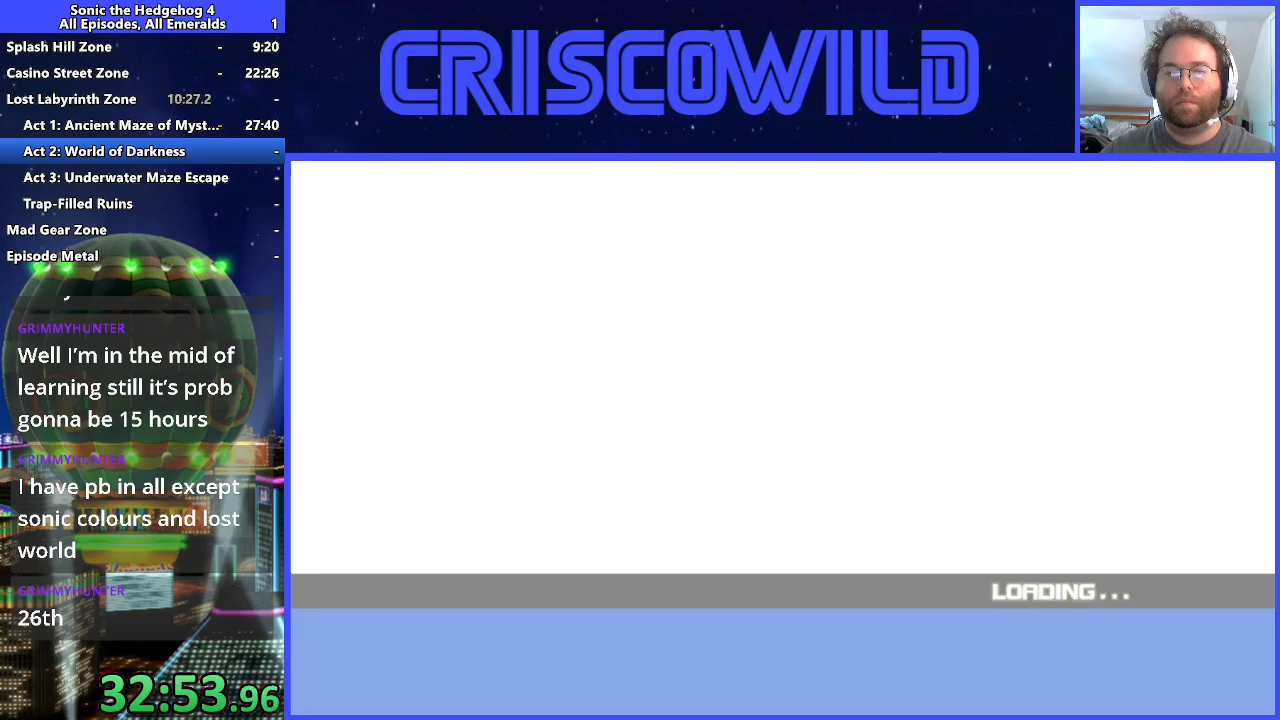 Sonic the Hedgehog 4
All Episodes, All Emeralds 1
Splash Hill Zone - 9:20
Casino Street Zone - 22:26
Lost Labyrinth Zone 10:27.2 -
Act 1: Ancient Maze of Myst...- 27:40
Act 2: World of Darkness -
Act 3: Underwater Maze Escape -
Trap-Filled Ruins -
Mad Gear Zone -
Episode Metal -
GRIMMYHUNTER
Well I'm in the mid of
learning still it's prob
gonna be 15 hours
GRIMMYHUNTER
I have pb in all except
sonic colours and lost
world
GRIMMYHUNTER
26th
32:53.96
CRISCOWILD
LOADING...